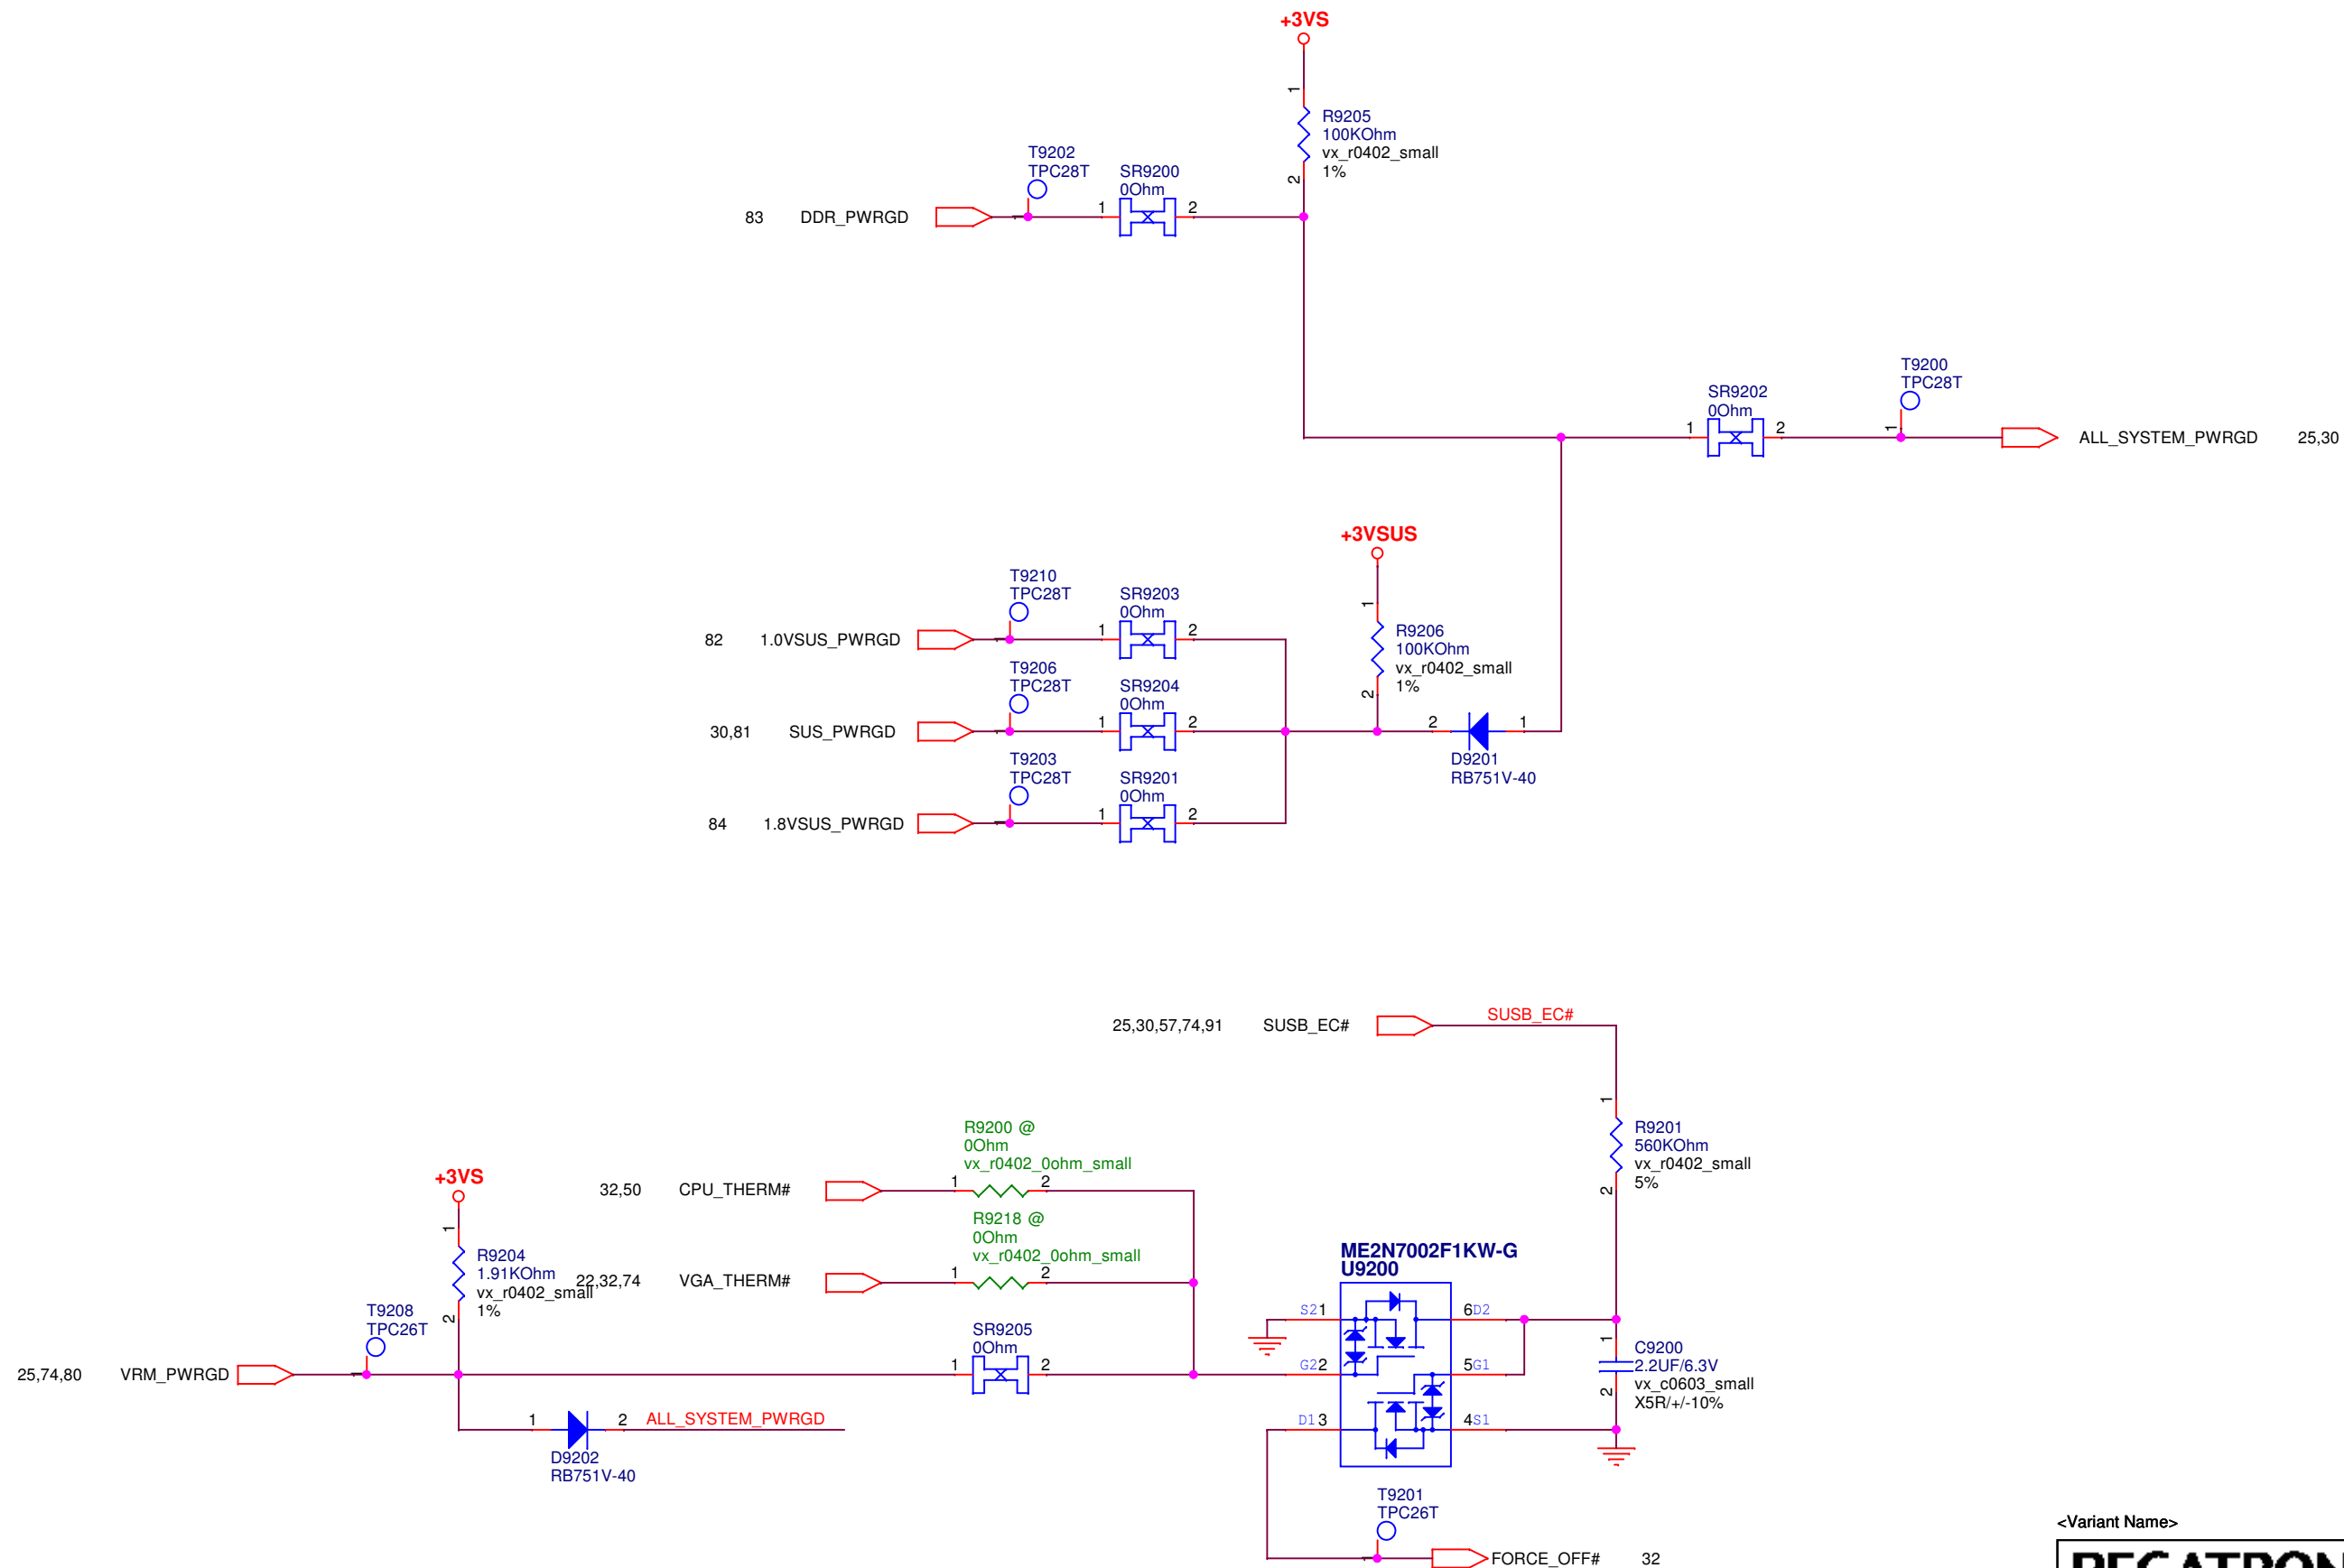 +3VS
1
R9205
100KOhm
vx_r0402_small
1%
2
T9202
TPC28T
1
SR9200
0Ohm
1 2
83 DDR_PWRGD
T9200
TPC28T
1
SR9202
0Ohm
1 2
ALL_SYSTEM_PWRGD 25,30
+3VSUS
1
R9206
100KOhm
vx_r0402_small
1%
2
T9210
TPC28T
1
SR9203
0Ohm
1 2
82 1.0VSUS_PWRGD
T9206
TPC28T
1
SR9204
0Ohm
1 2
30,81 SUS_PWRGD
2 1
D9201
RB751V-40
T9203
TPC28T
1
SR9201
0Ohm
1 2
84 1.8VSUS_PWRGD
25,30,57,74,91 SUSB_EC#
SUSB_EC#
1
R9201
560KOhm
vx_r0402_small
5%
2
R9200 @
0Ohm
vx_r0402_0ohm_small
1 2
32,50 CPU_THERM#
R9218 @
0Ohm
vx_r0402_0ohm_small
1 2
22,32,74 VGA_THERM#
+3VS
1
R9204
1.91KOhm
vx_r0402_small
1%
2
T9208
TPC26T
1
SR9205
0Ohm
1 2
25,74,80 VRM_PWRGD
1 2 ALL_SYSTEM_PWRGD
D9202
RB751V-40
ME2N7002F1KW-G
U9200
S2 1 6 D2
G2 2 5 G1
D1 3 4 S1
1
C9200
2.2UF/6.3V
vx_c0603_small
X5R/+/-10%
2
T9201
TPC26T
1
FORCE_OFF# 32
<Variant Name>
PEGATRON